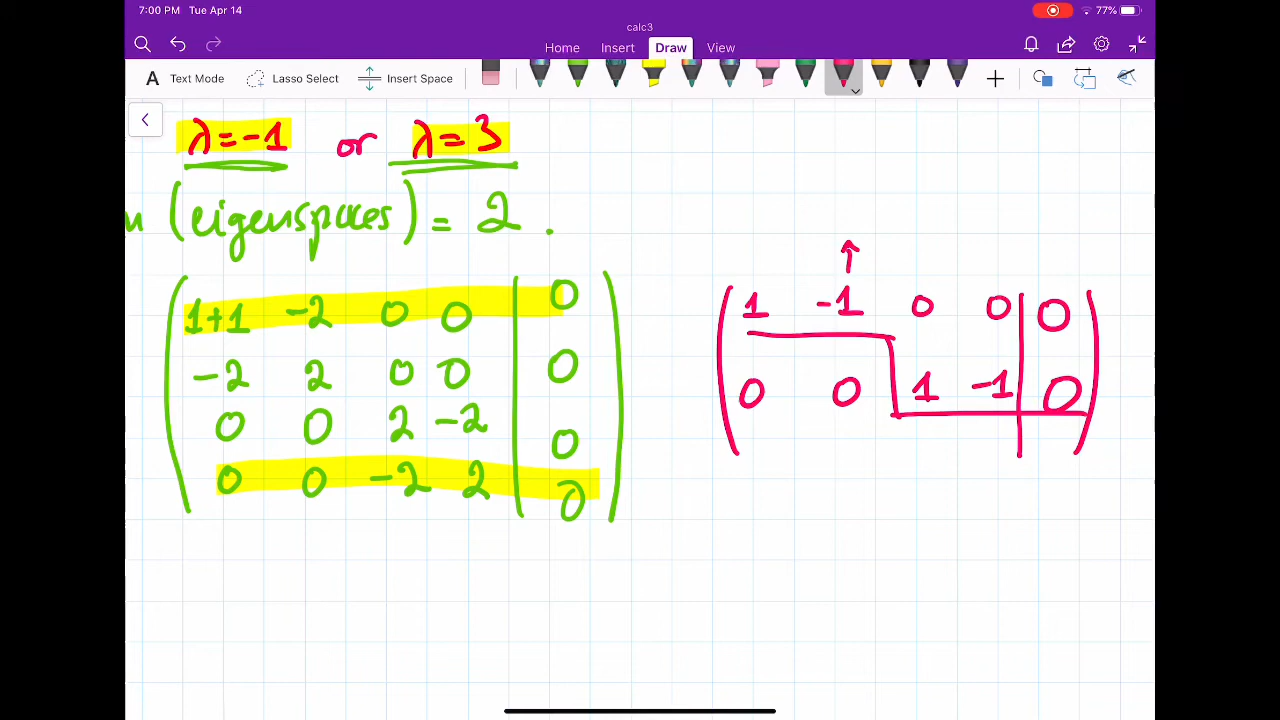 7:00 PM Tue Apr 14
77%
calc3
Home Insert Draw View
A Text Mode Lasso Select Insert Space
λ=-1 or λ=3
(eigenspaces) = 2 .
1+1 -2 0 0 | 0
-2 2 0 0 | 0
0 0 2 -2 | 0
0 0 -2 2 | 0
1 -1 0 0 | 0
0 0 1 -1 | 0